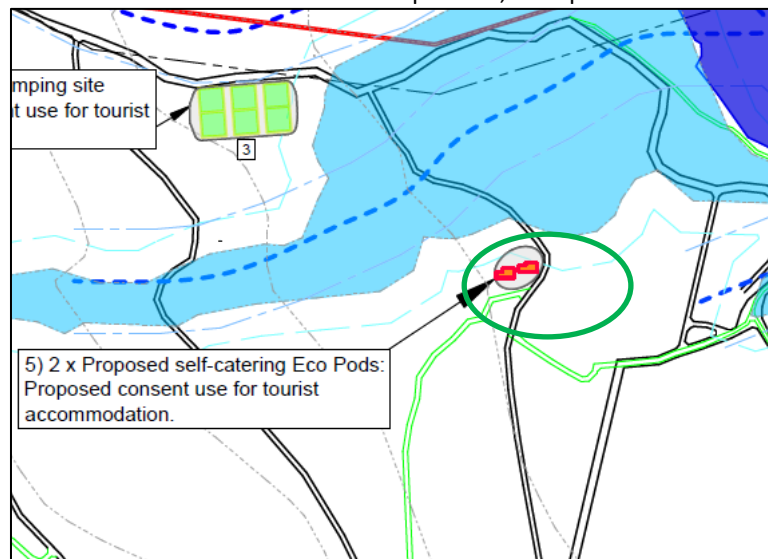 mping site
t use for tourist
3
5) 2 x Proposed self-catering Eco Pods:
Proposed consent use for tourist
accommodation.